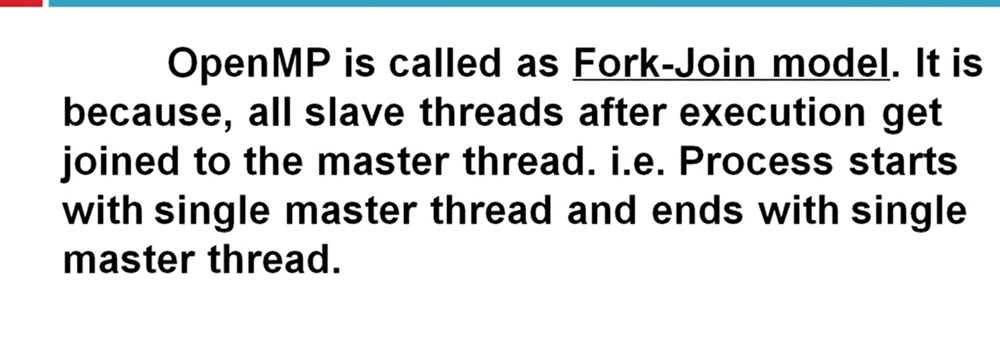 OpenMP is called as Fork-Join model. It is
because, all slave threads after execution get
joined to the master thread. i.e. Process starts
with single master thread and ends with single
master thread.